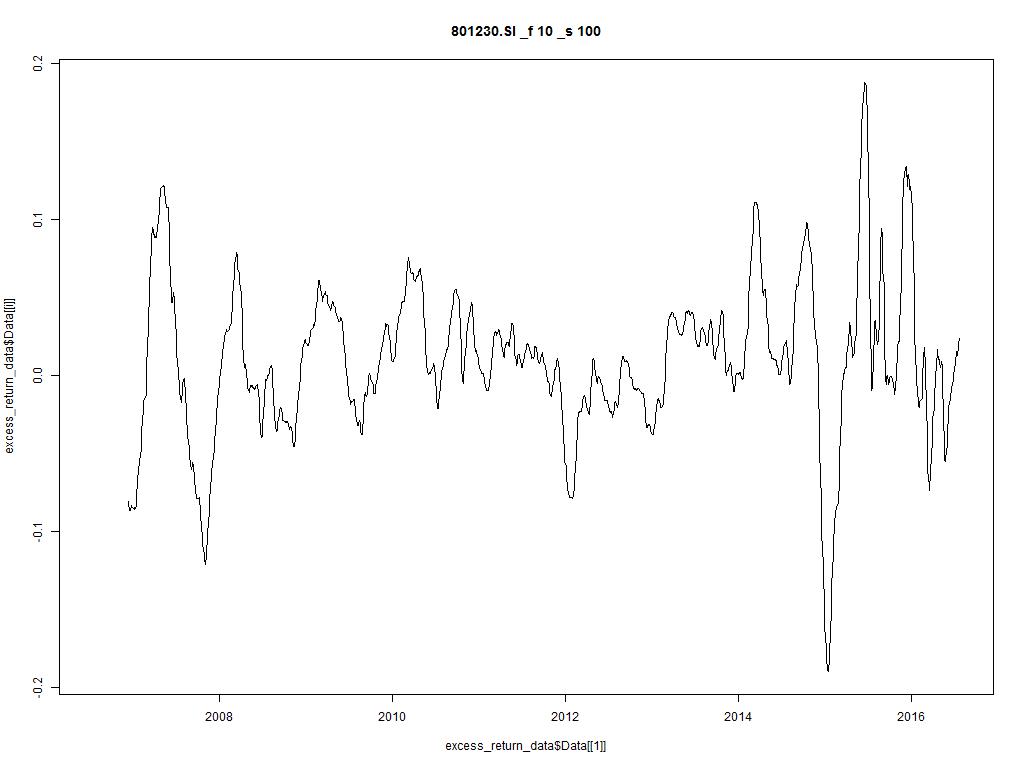 801230.SI _f 10 _s 100
0.2
0.1
0.0
-0.1
-0.2
excess_return_data$Data[[i]]
2008 2010 2012 2014 2016
excess_return_data$Data[[1]]